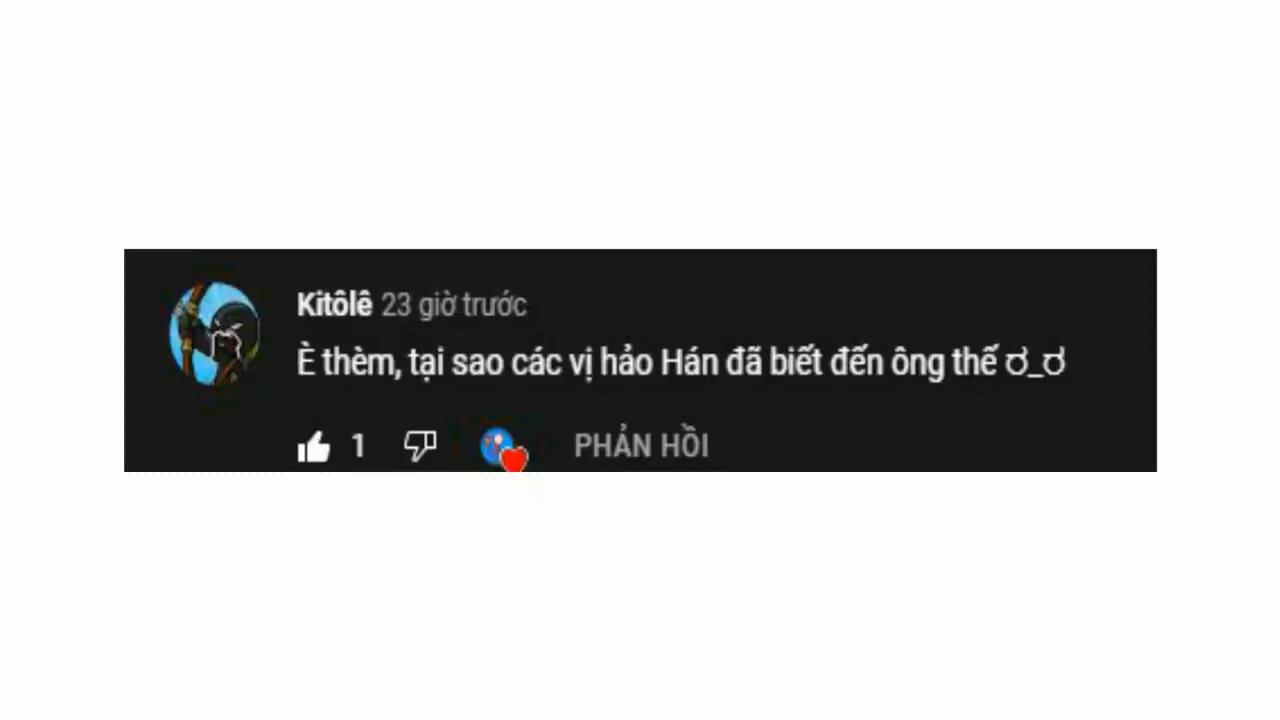 Kitôlê 23 giờ trước
È thèm, tại sao các vị hảo Hán đã biết đến ông thế ಠ_ಠ
1 PHẢN HỒI